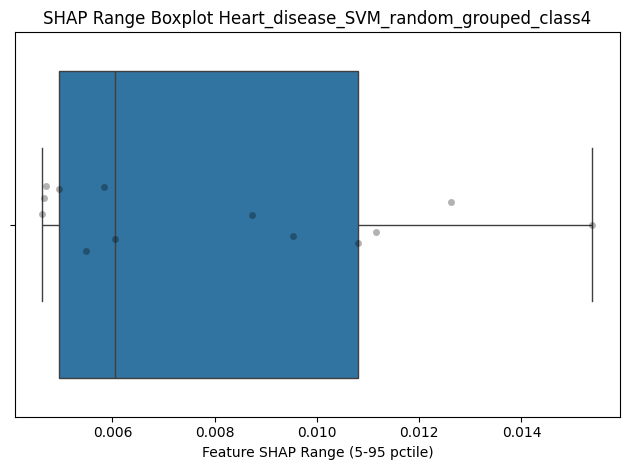 SHAP Range Boxplot Heart_disease_SVM_random_grouped_class4
0.006 0.008 0.010 0.012 0.014
Feature SHAP Range (5-95 pctile)